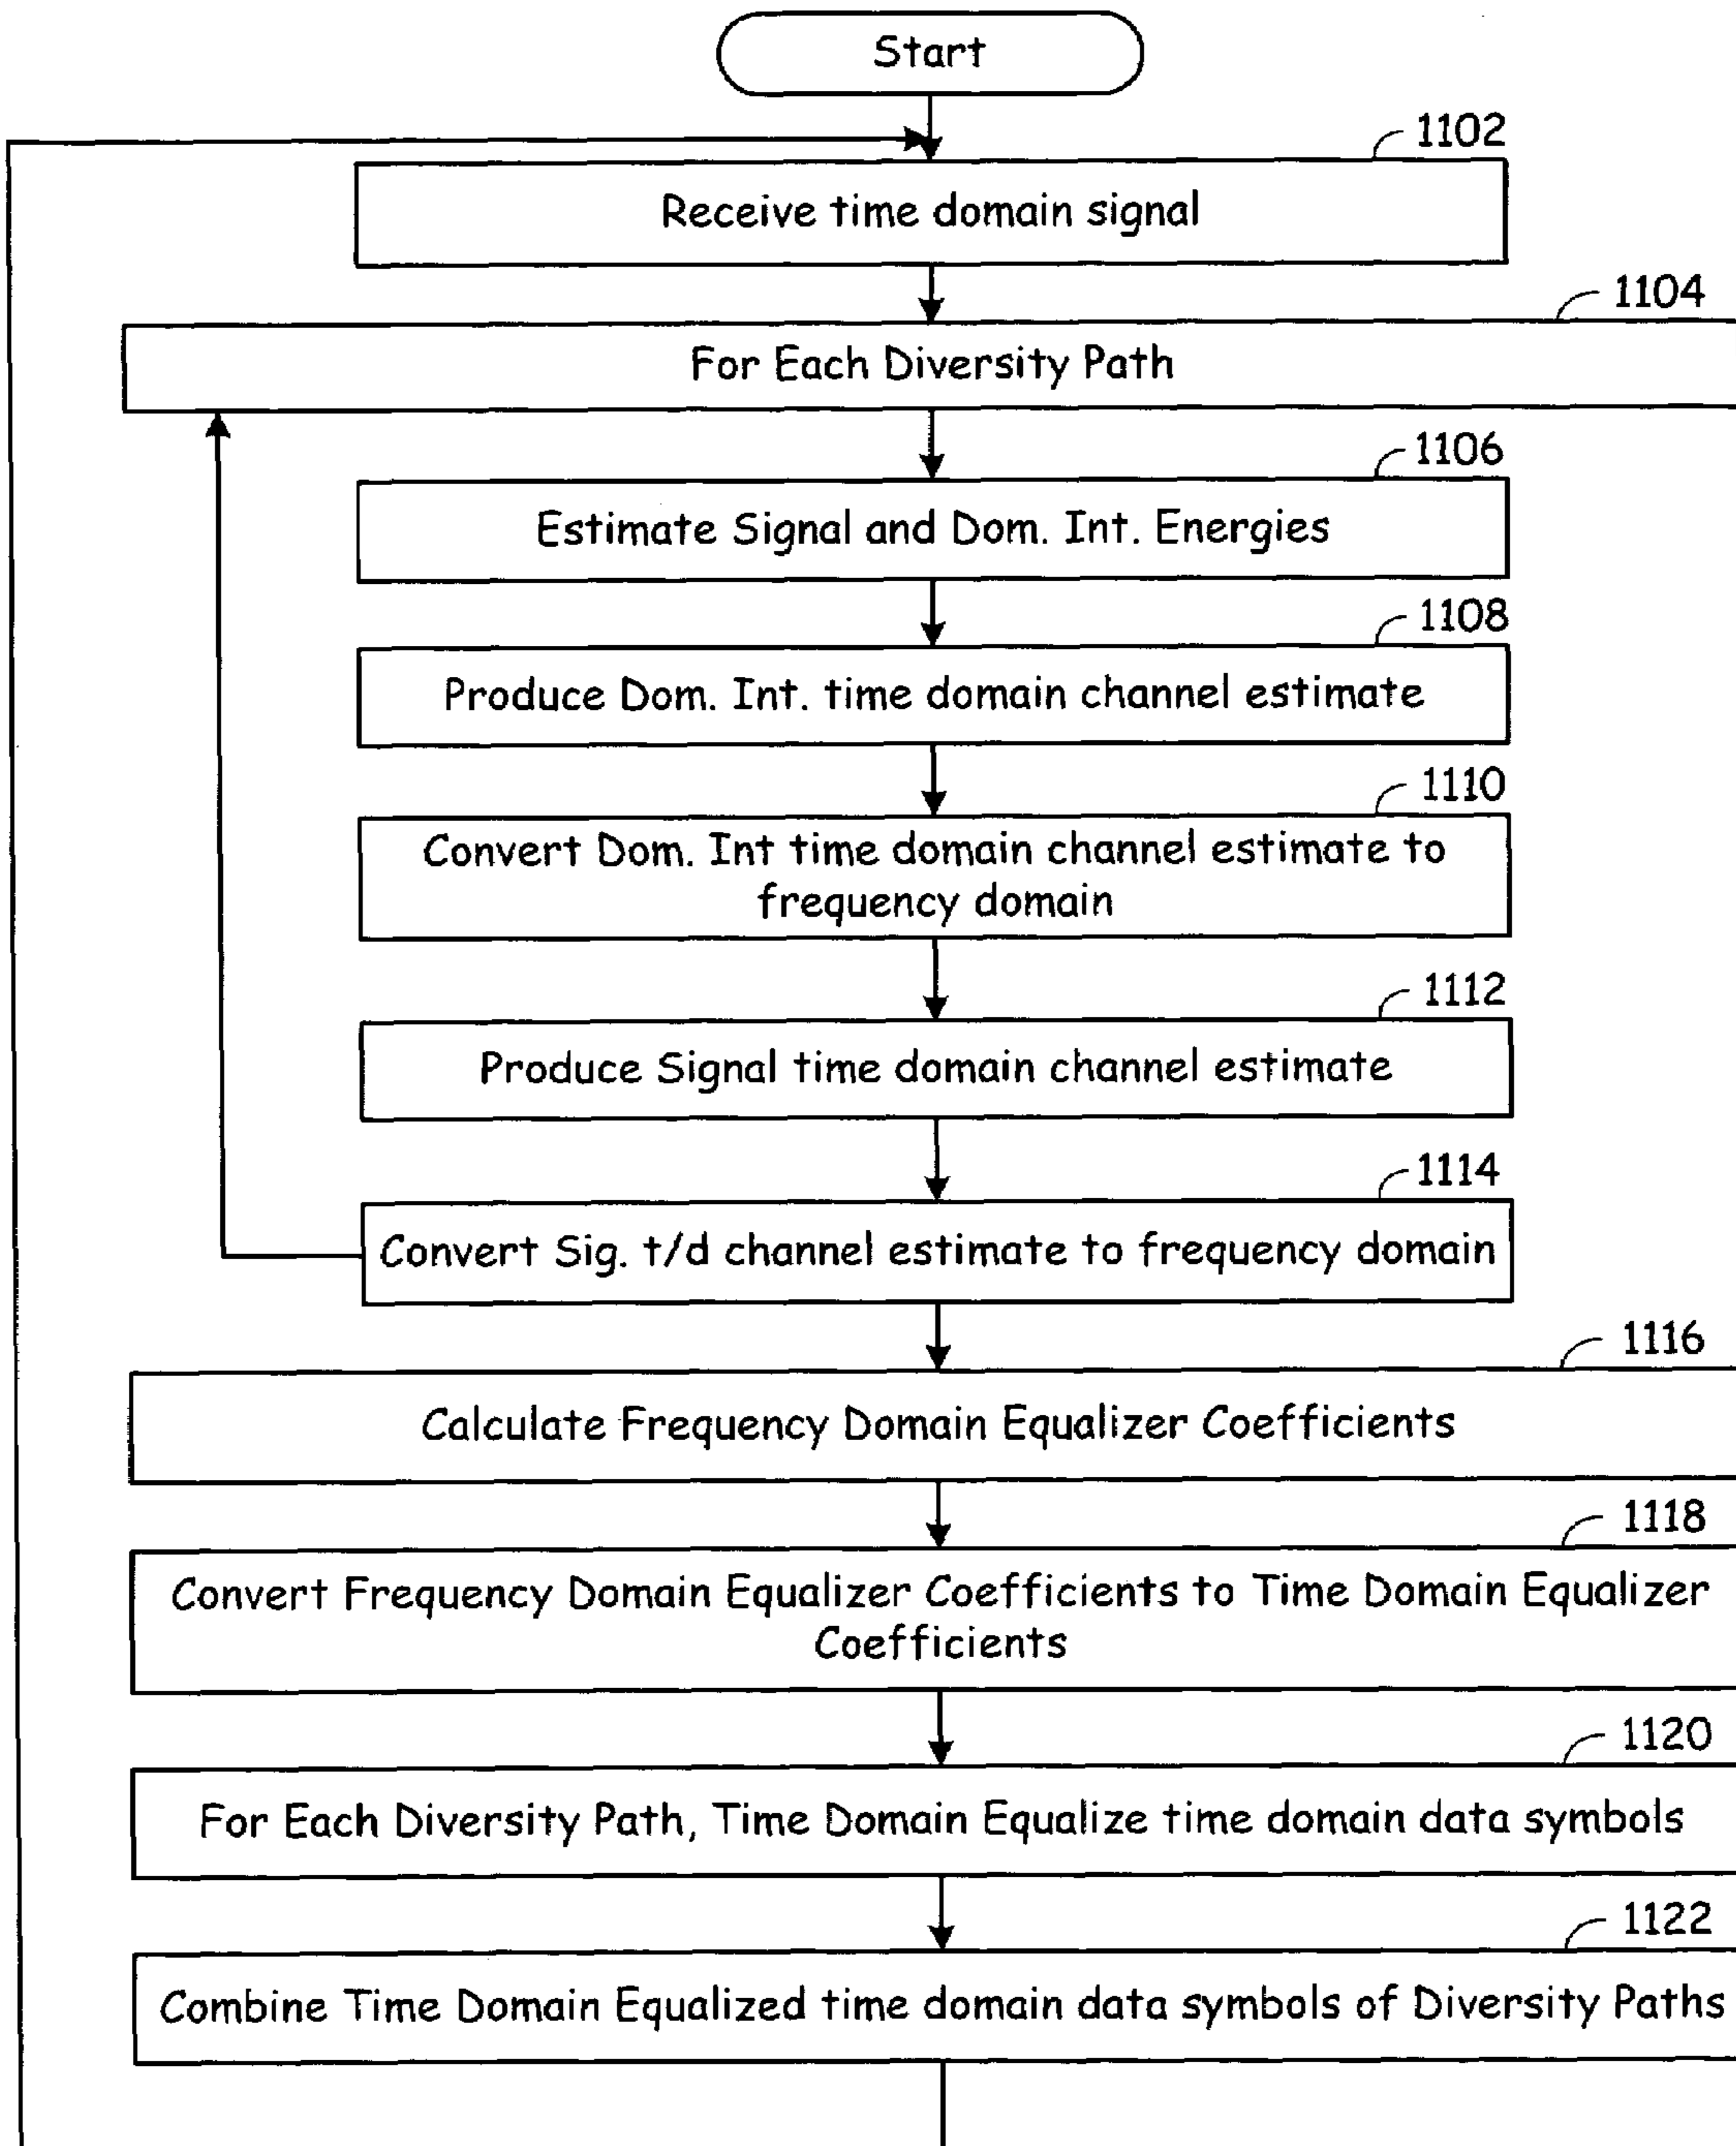 Start
1102
Receive time domain signal
1104
For Each Diversity Path
1106
Estimate Signal and Dom. Int. Energies
1108
Produce Dom. Int. time domain channel estimate
1110
Convert Dom. Int time domain channel estimate to
frequency domain
1112
Produce Signal time domain channel estimate
1114
Convert Sig. t/d channel estimate to frequency domain
1116
Calculate Frequency Domain Equalizer Coefficients
1118
Convert Frequency Domain Equalizer Coefficients to Time Domain Equalizer
Coefficients
1120
For Each Diversity Path, Time Domain Equalize time domain data symbols
1122
Combine Time Domain Equalized time domain data symbols of Diversity Paths